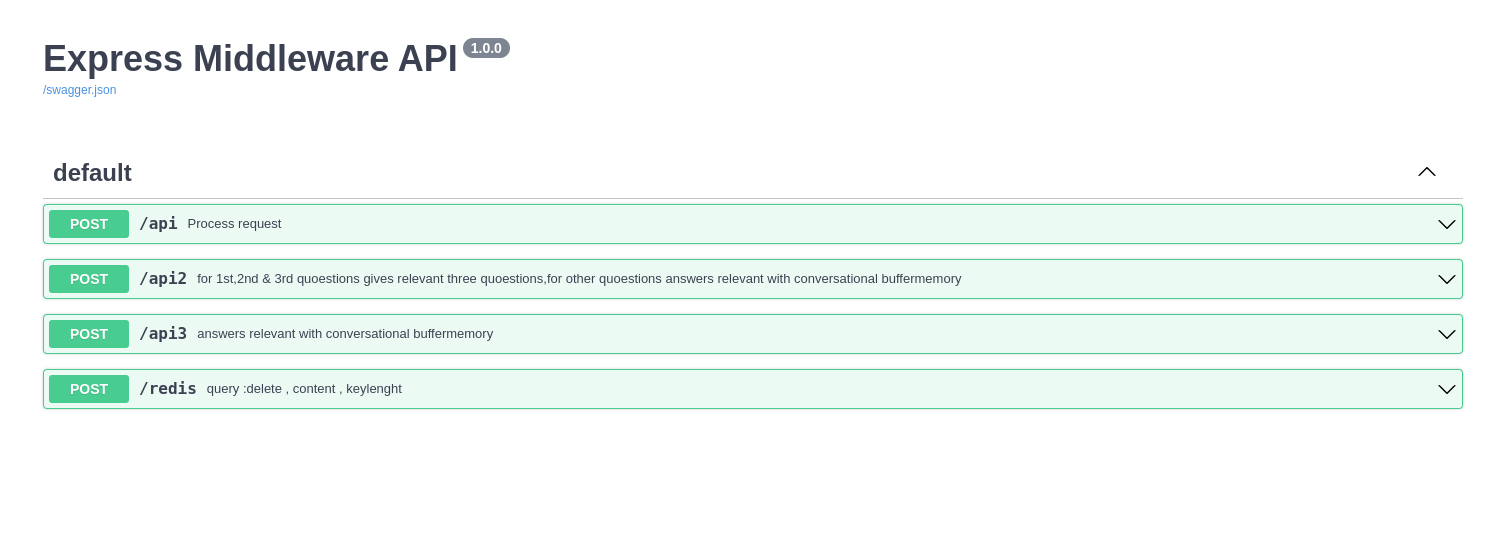 Express Middleware API 1.0.0
/swagger.json
default
POST /api Process request
POST /api2 for 1st,2nd & 3rd quoestions gives relevant three quoestions,for other quoestions answers relevant with conversational buffermemory
POST /api3 answers relevant with conversational buffermemory
POST /redis query :delete , content , keylenght